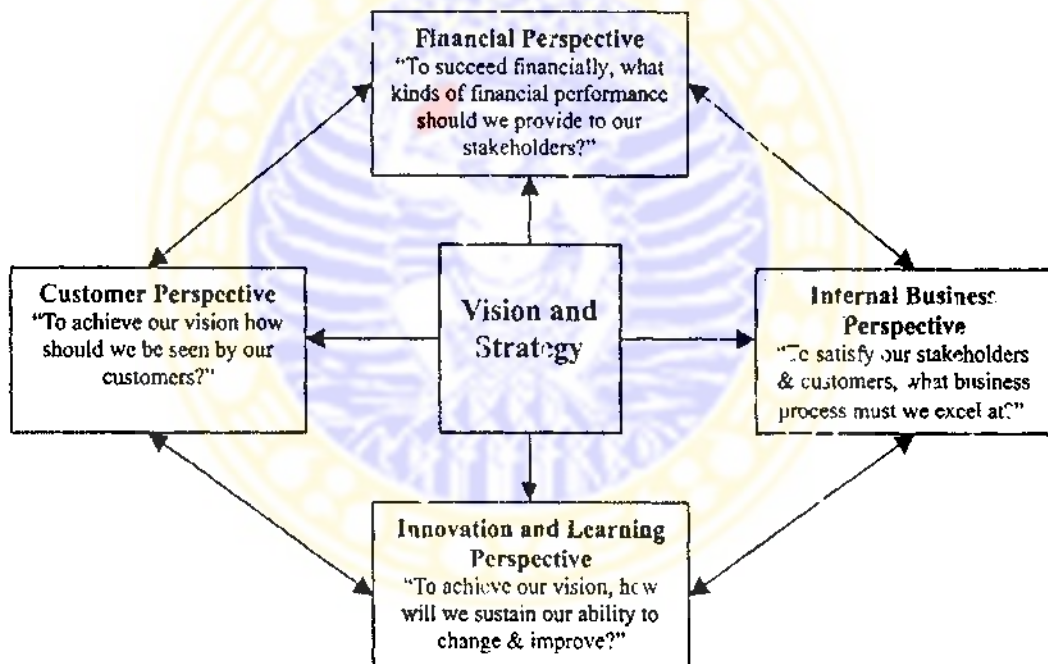 Financial Perspective
“To succeed financially, what
kinds of financial performance
should we provide to our
stakeholders?”
Customer Perspective
“To achieve our vision how
should we be seen by our
customers?”
Vision and
Strategy
Internal Business
Perspective
“To satisfy our stakeholders
& customers, what business
process must we excel at?”
Innovation and Learning
Perspective
“To achieve our vision, how
will we sustain our ability to
change & improve?”